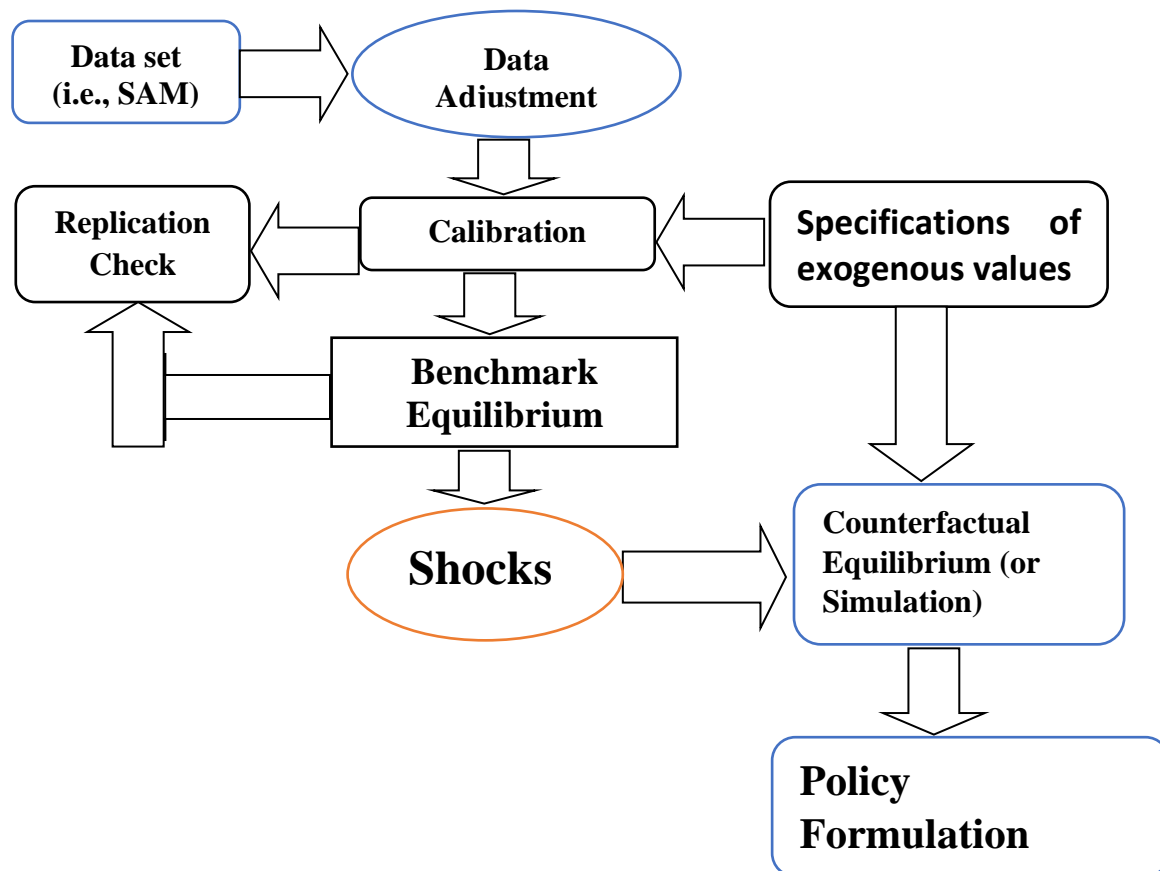 Data set
(i.e., SAM)
Data
Adjustment
Replication
Check
Calibration
Specifications of
exogenous values
Benchmark
Equilibrium
Shocks
Counterfactual
Equilibrium (or
Simulation)
Policy
Formulation